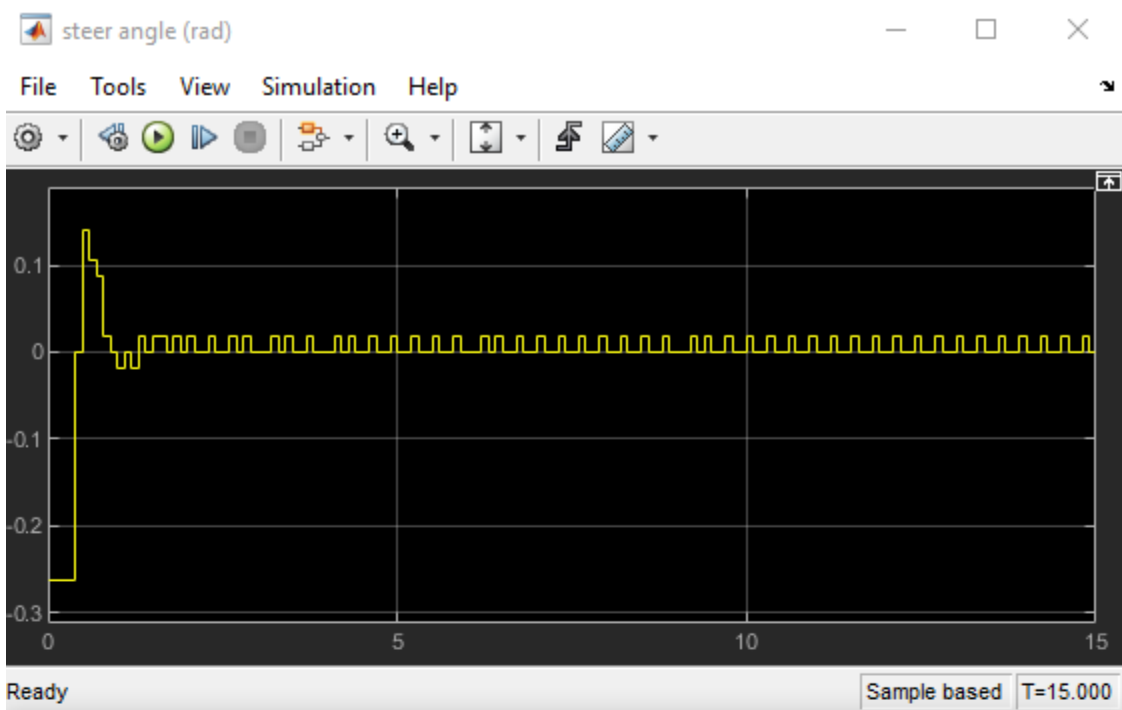 steer angle (rad)
File Tools View Simulation Help
0.1
0
-0.1
-0.2
-0.3
0 5 10 15
Ready Sample based T=15.000